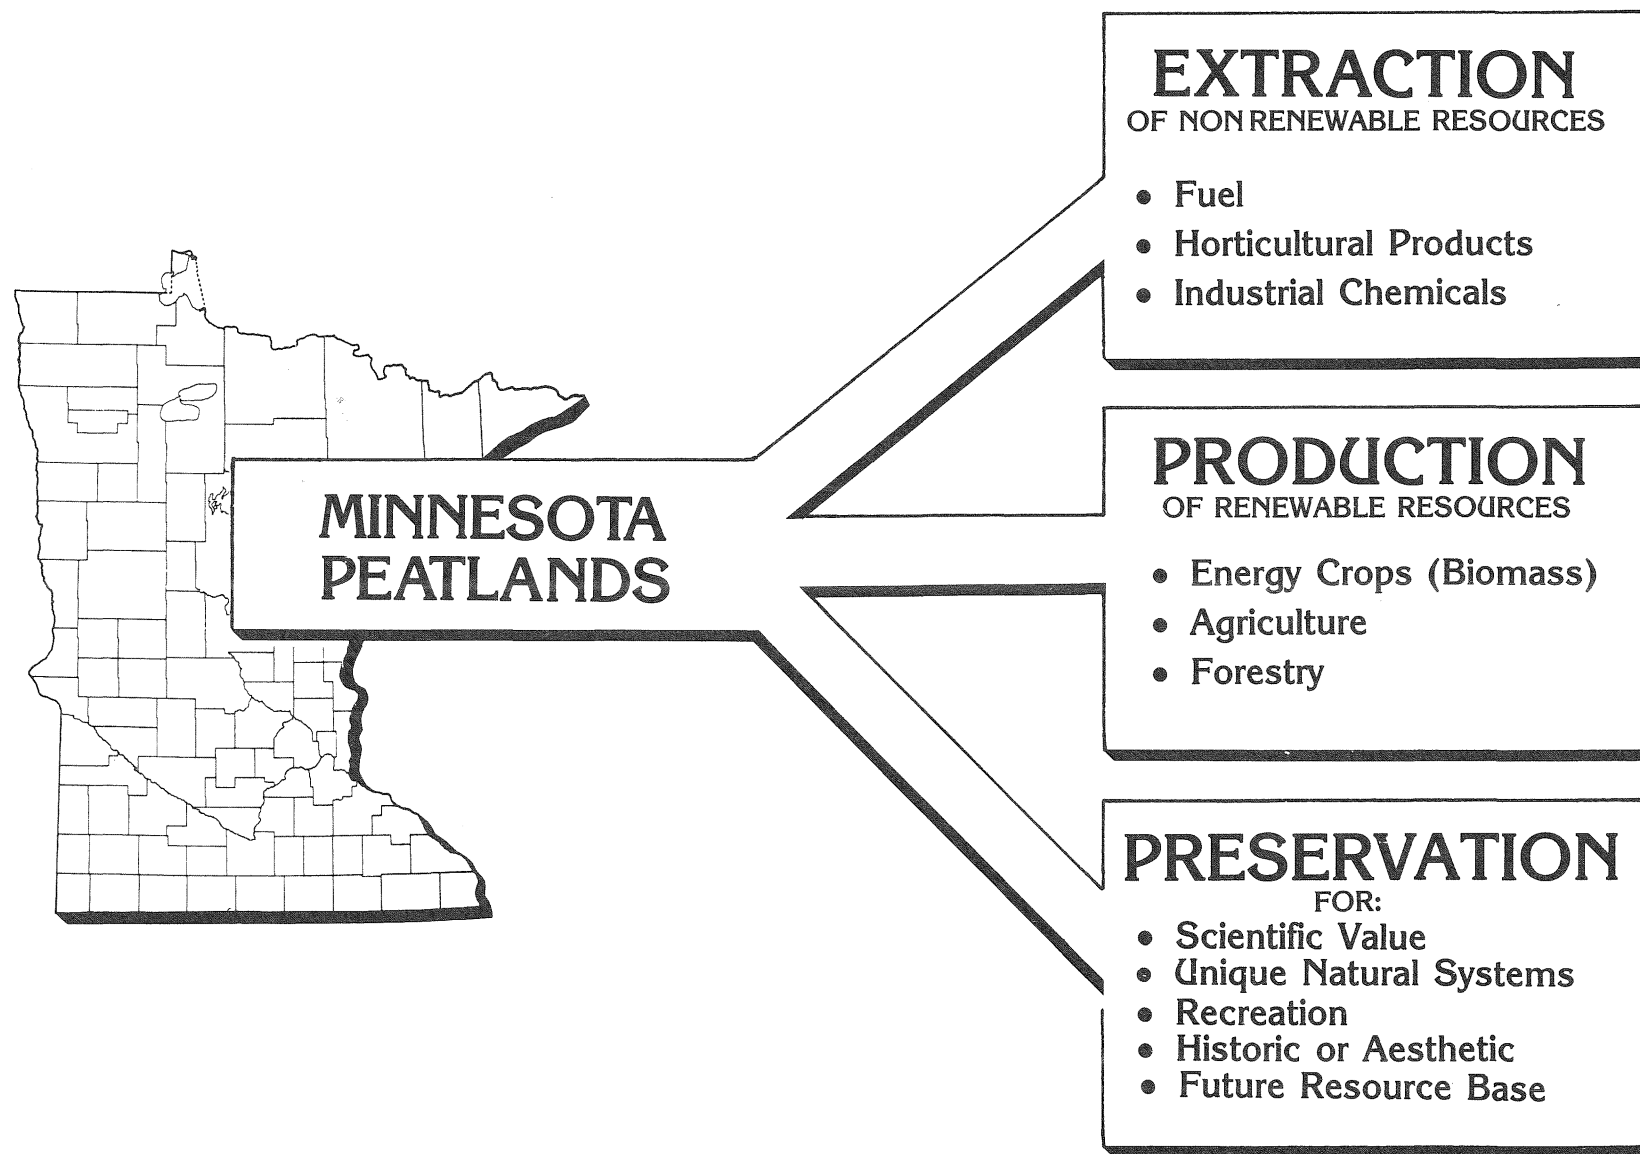 EXTRACTION
OF NON RENEWABLE RESOURCES
• Fuel
• Horticultural Products
• Industrial Chemicals
MINNESOTA
PEATLANDS
PRODUCTION
OF RENEWABLE RESOURCES
• Energy Crops (Biomass)
• Agriculture
• Forestry
PRESERVATION
FOR:
• Scientific Value
• Unique Natural Systems
• Recreation
• Historic or Aesthetic
• Future Resource Base